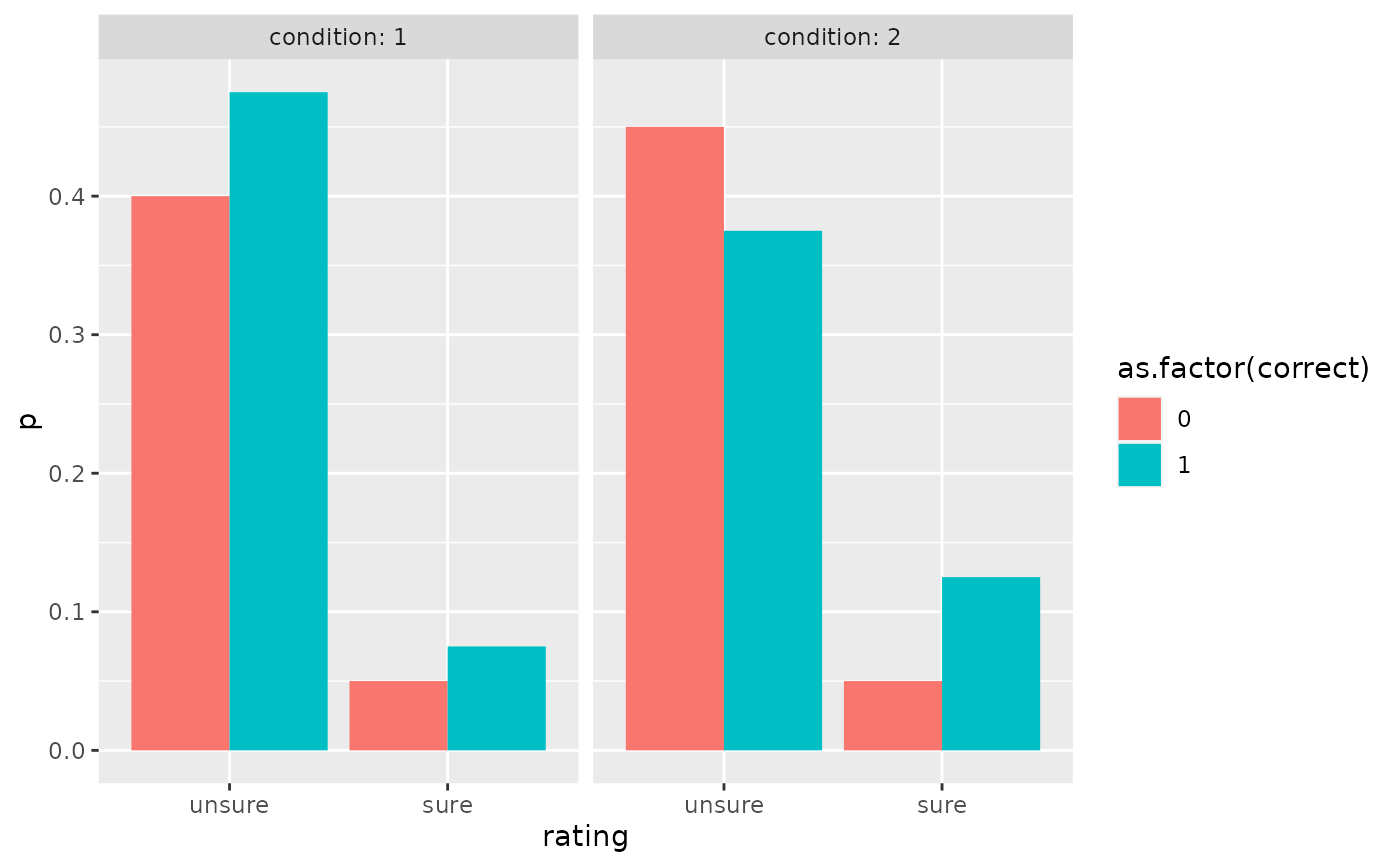 condition: 1
condition: 2
0.4
0.3
0.2
0.1
0.0
p
unsure
sure
unsure
sure
rating
as.factor(correct)
0
1